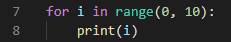 7 for i in range(0, 10):
8     print(i)